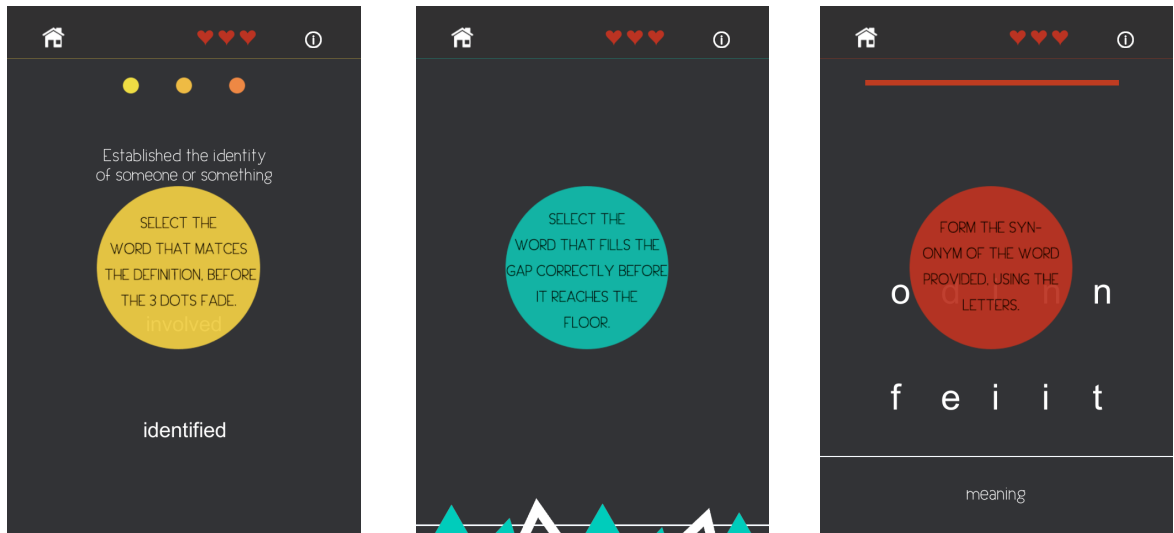 Established the identity
of someone or something
SELECT THE
WORD THAT MATCES
THE DEFINITION, BEFORE
THE 3 DOTS FADE.
involved
identified
SELECT THE
WORD THAT FILLS THE
GAP CORRECTLY BEFORE
IT REACHES THE
FLOOR.
FORM THE SYN-
ONYM OF THE WORD
PROVIDED, USING THE
LETTERS.
o d i n n
f e i i t
meaning